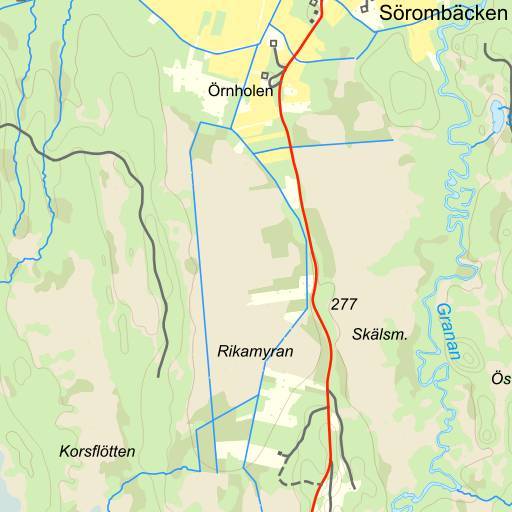 Sörombäcken
Örnholen
277
Granan
Skälsm.
Rikamyran
Ös
Korsflötten